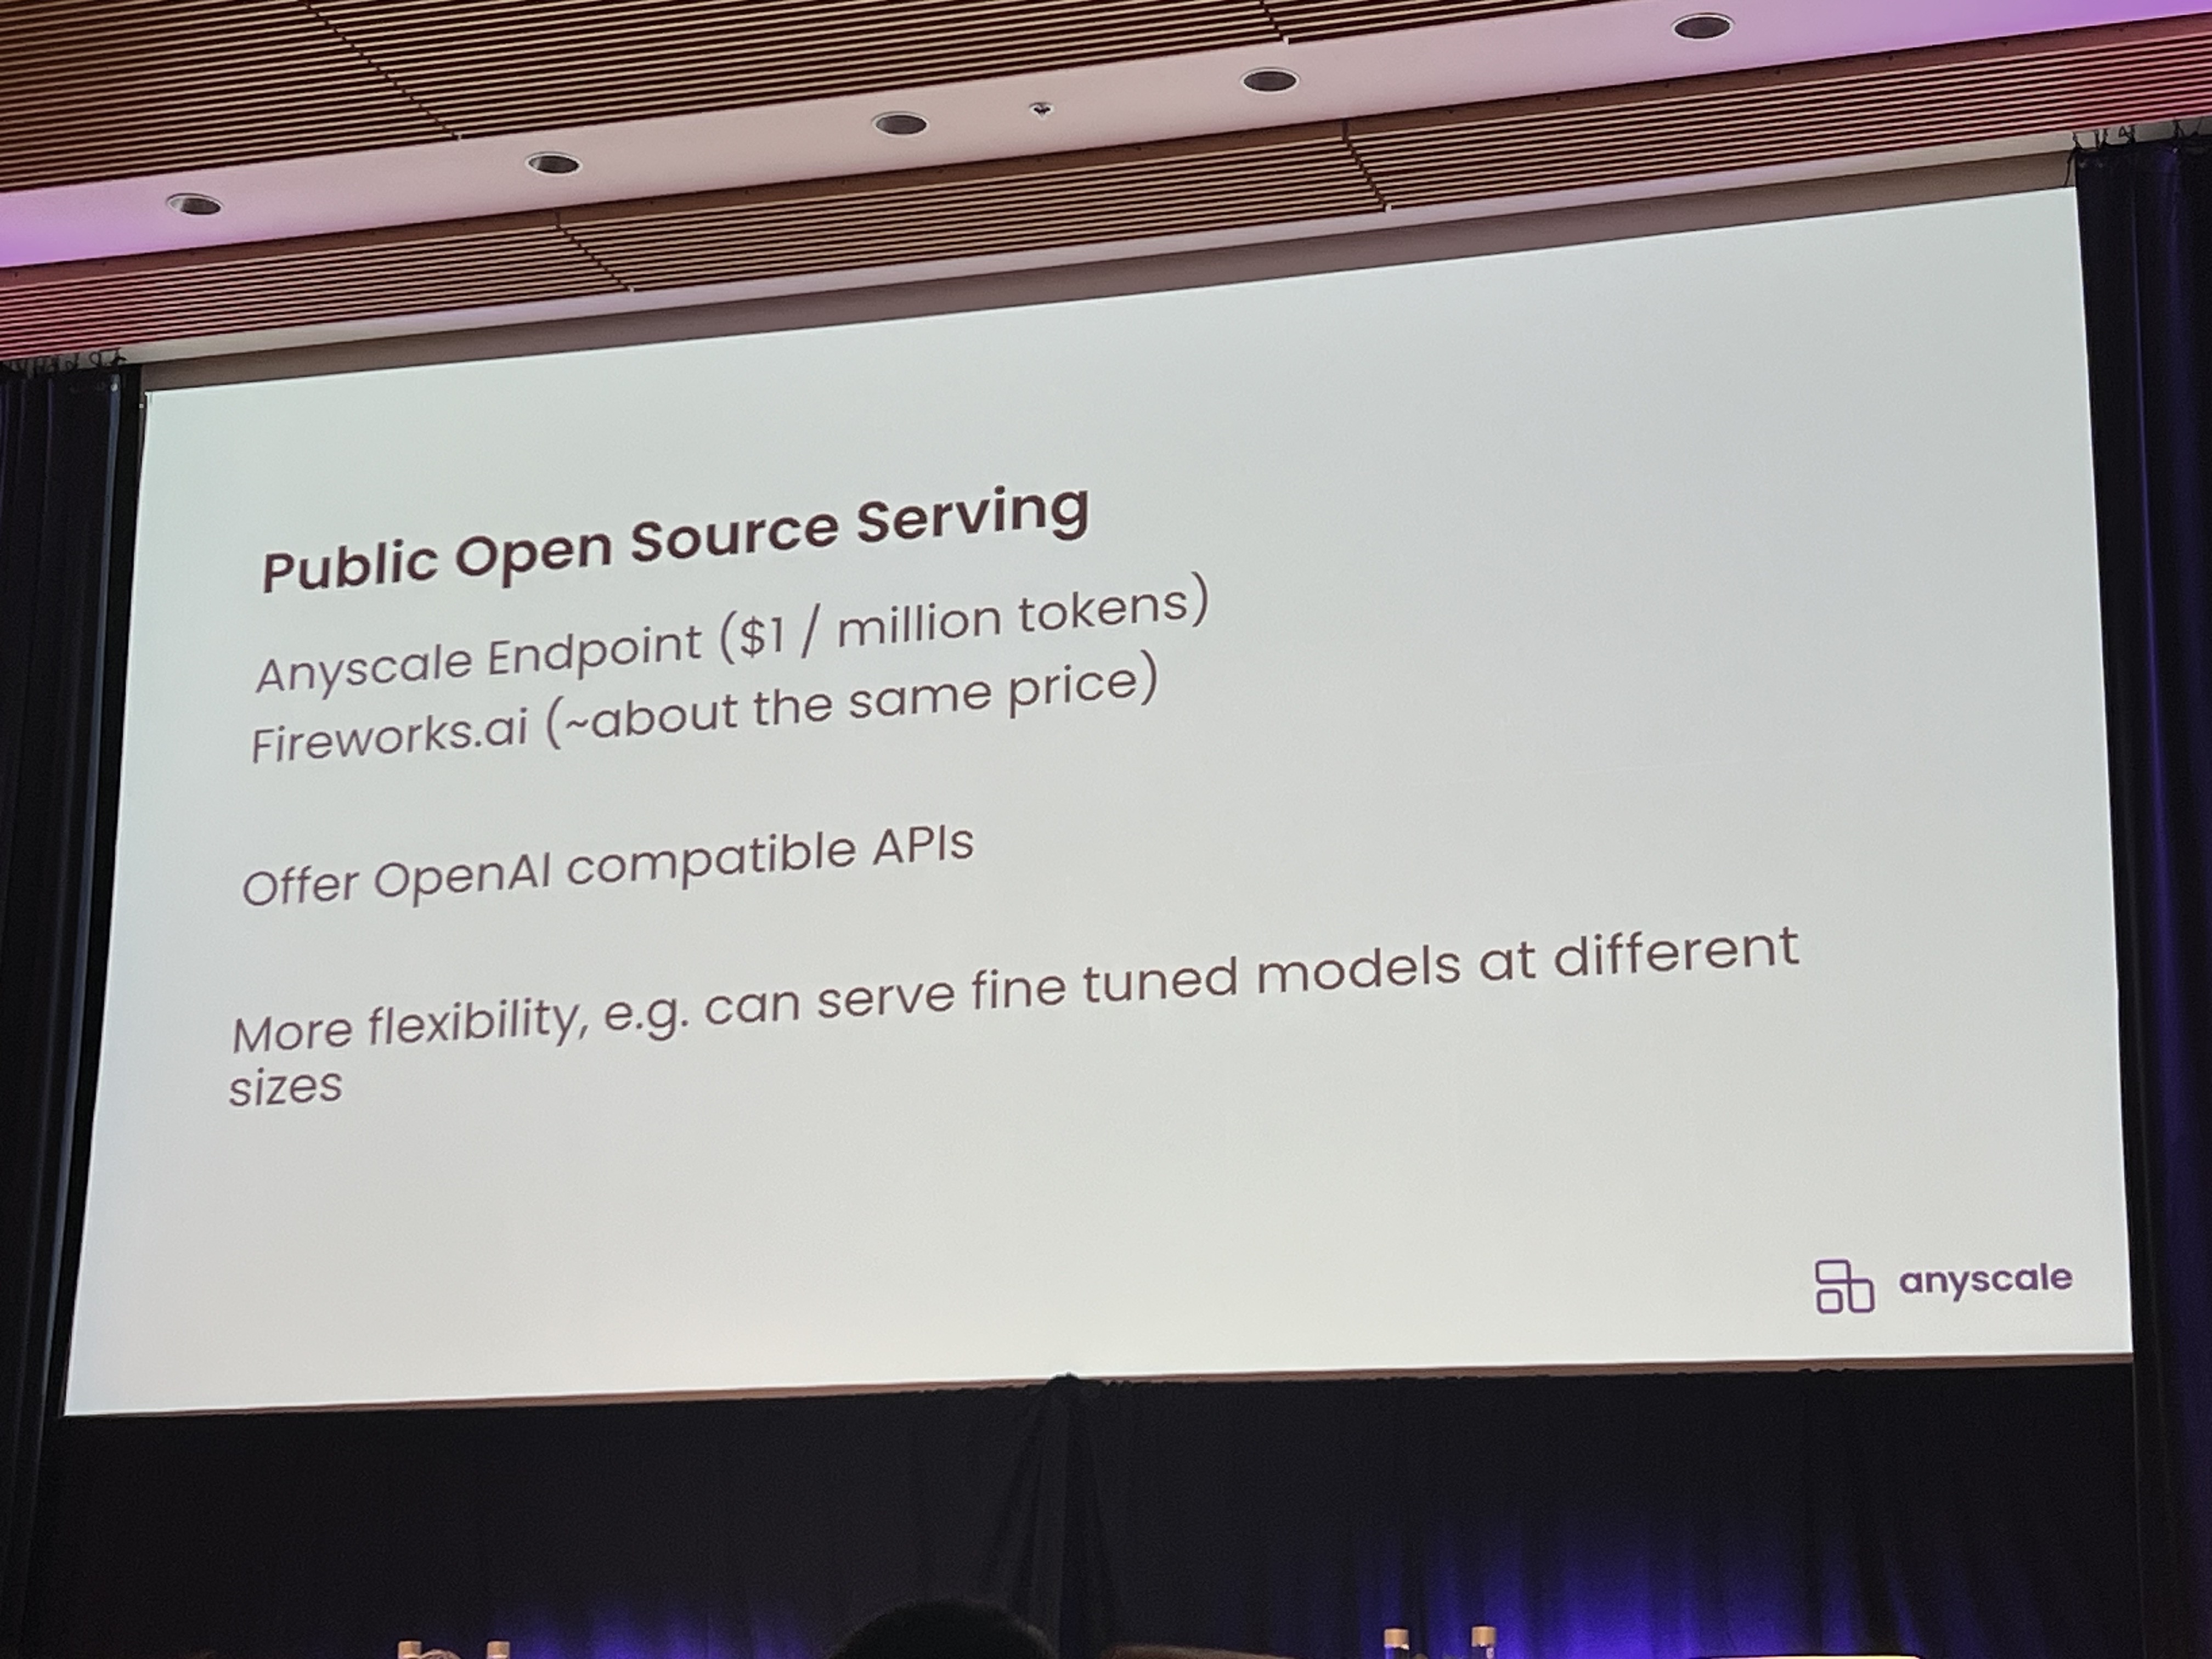 Public Open Source Serving
Anyscale Endpoint ($1 / million tokens)
Fireworks.ai (~about the same price)
Offer OpenAI compatible APIs
More flexibility, e.g. can serve fine tuned models at different
sizes
anyscale